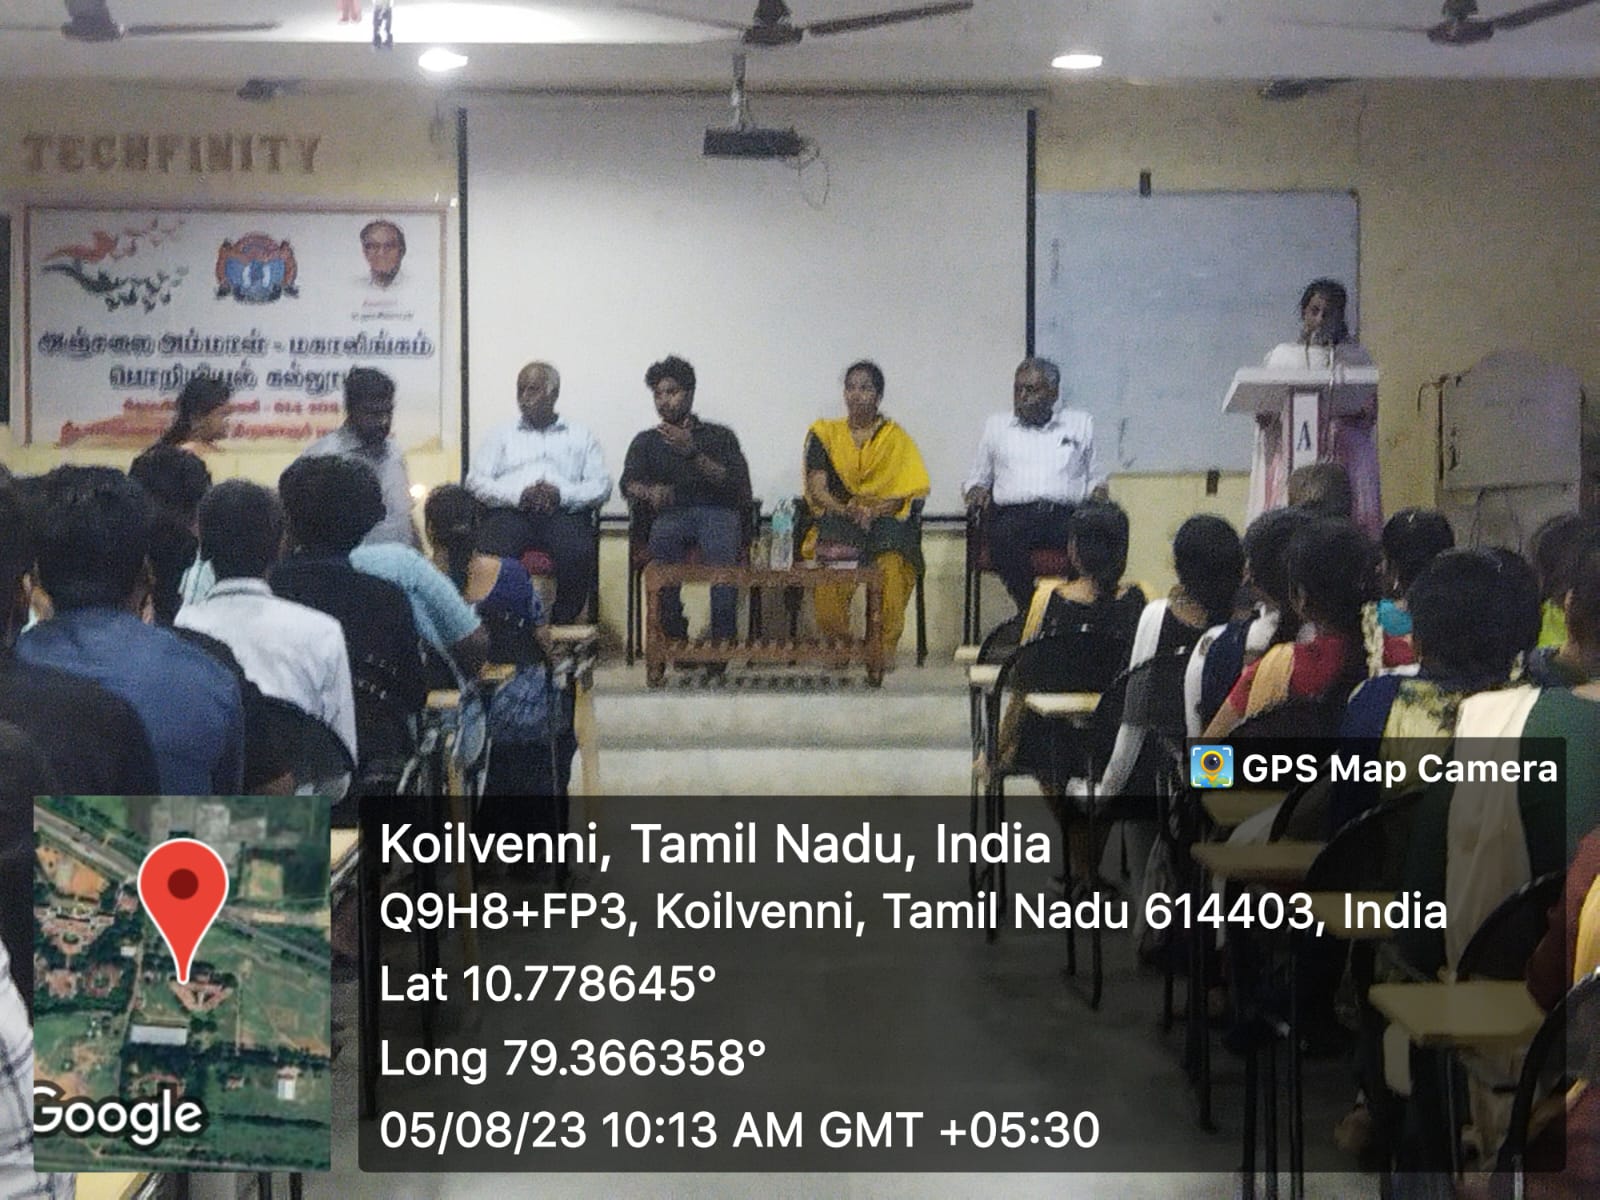 TECHFINITY
அஞ்சலை அம்மாள் - மகாலிங்கம்
பொறியியல்
A
GPS Map Camera
Koilvenni, Tamil Nadu, India
Q9H8+FP3, Koilvenni, Tamil Nadu 614403, India
Lat 10.778645°
Long 79.366358°
05/08/23 10:13 AM GMT +05:30
Google